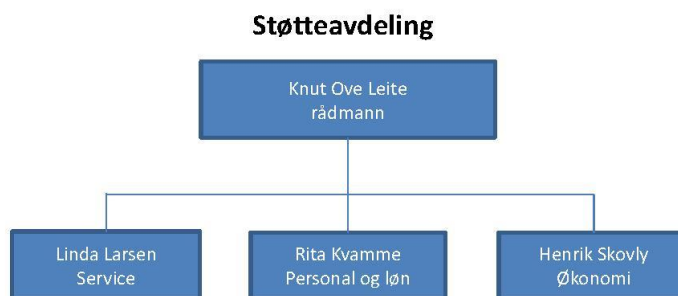 Støtteavdeling
Knut Ove Leite
rådmann
Linda Larsen
Service
Rita Kvamme
Personal og løn
Henrik Skovly
Økonomi